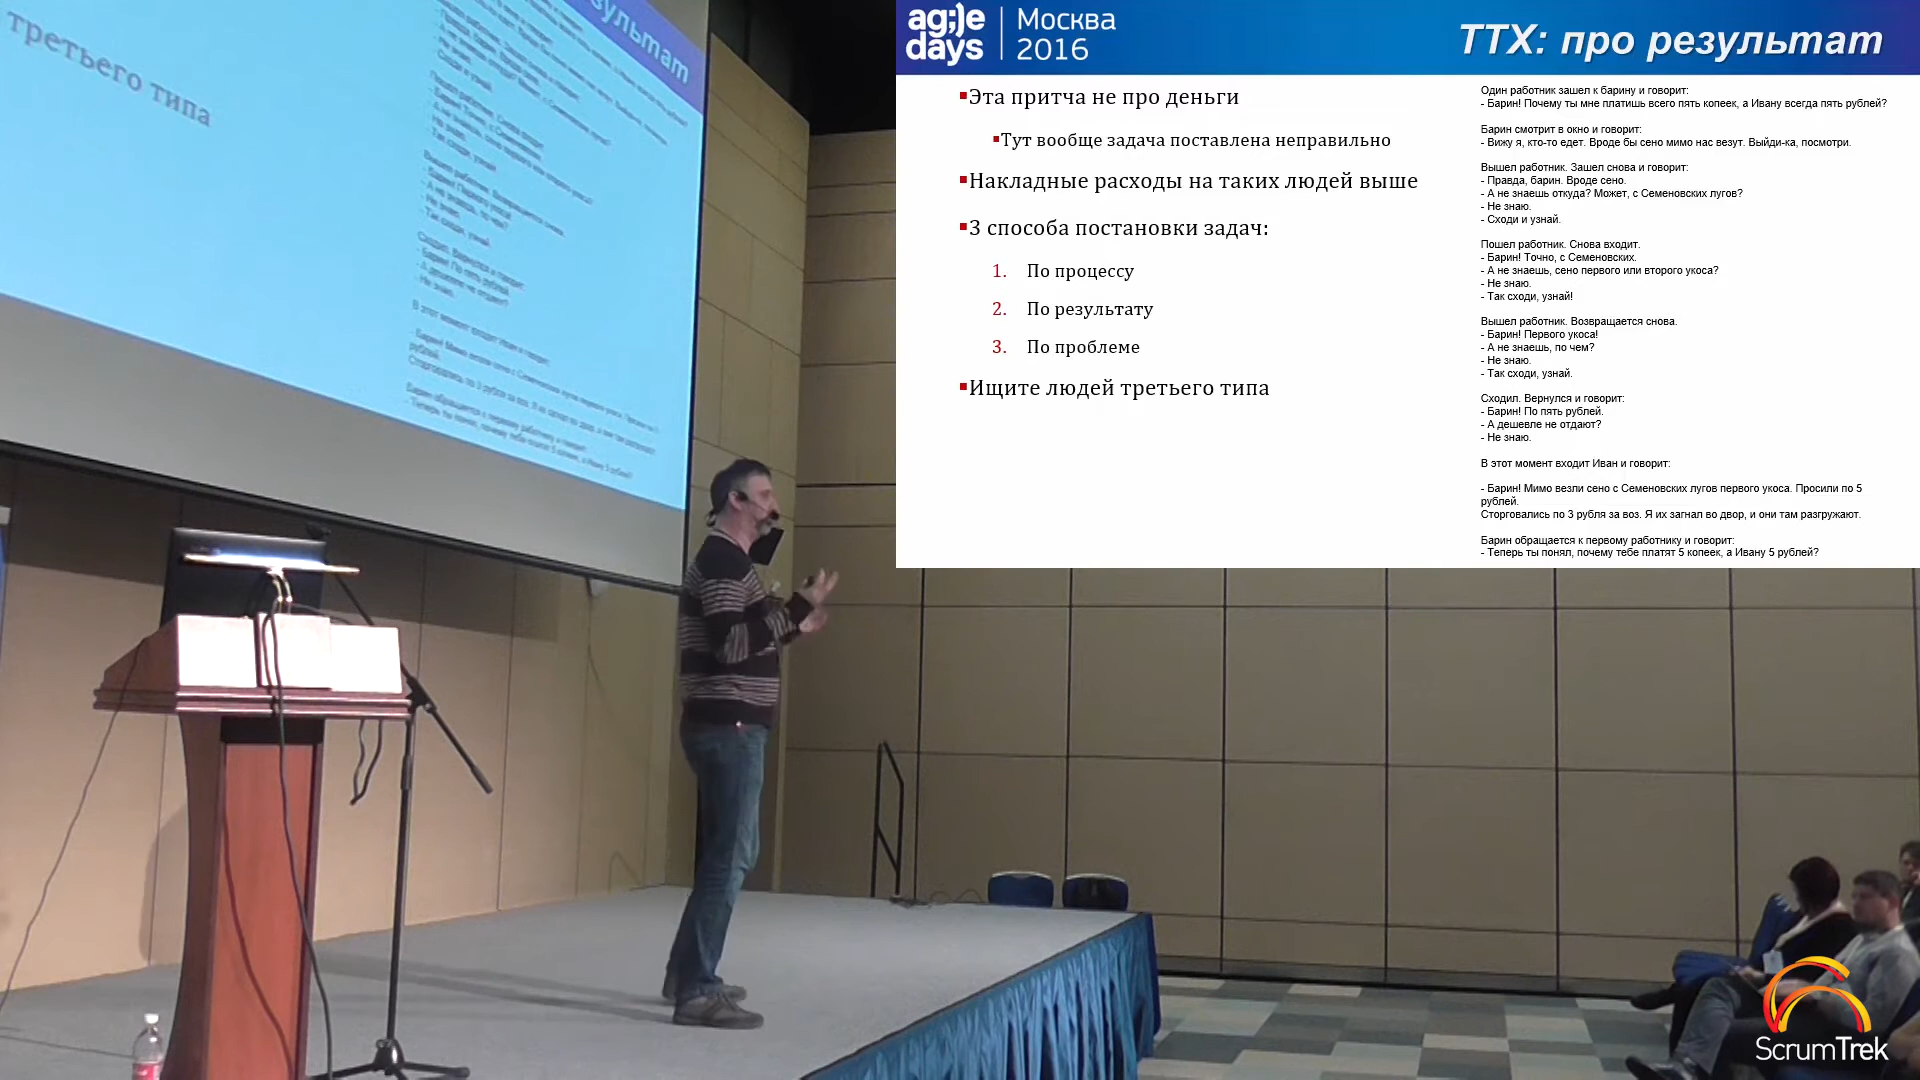 третьего типа
результат
agile
days
Москва
2016
ТТХ: про результат
Эта притча не про деньги
Тут вообще задача поставлена неправильно
Накладные расходы на таких людей выше
3 способа постановки задач:
1. По процессу
2. По результату
3. По проблеме
Ищите людей третьего типа
Один работник зашел к барину и говорит:
- Барин! Почему ты мне платишь всего пять копеек, а Ивану всегда пять рублей?
Барин смотрит в окно и говорит:
- Вижу я, кто-то едет. Вроде бы сено мимо нас везут. Выйди-ка, посмотри.
Вышел работник. Зашел снова и говорит:
- Правда, барин. Вроде сено.
- А не знаешь откуда? Может, с Семеновских лугов?
- Не знаю.
- Сходи и узнай.
Пошел работник. Снова входит.
- Барин! Точно, с Семеновских.
- А не знаешь, сено первого или второго укоса?
- Не знаю.
- Так сходи, узнай!
Вышел работник. Возвращается снова.
- Барин! Первого укоса!
- А не знаешь, по чем?
- Не знаю.
- Так сходи, узнай.
Сходил. Вернулся и говорит:
- Барин! По пять рублей.
- А дешевле не отдают?
- Не знаю.
В этот момент входит Иван и говорит:
- Барин! Мимо везли сено с Семеновских лугов первого укоса. Просили по 5
рублей.
Сторговались по 3 рубля за воз. Я их загнал во двор, и они там разгружают.
Барин обращается к первому работнику и говорит:
- Теперь ты понял, почему тебе платят 5 копеек, а Ивану 5 рублей?
ScrumTrek